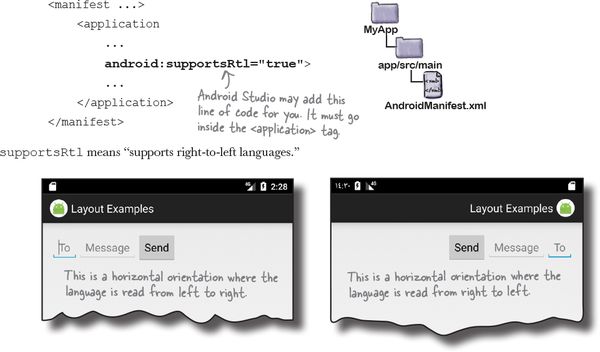 <manifest ...>
<application
...
android:supportsRtl="true">
...
</application>
</manifest>
Android Studio may add this
line of code for you. It must go
inside the <application> tag.
MyApp
app/src/main
<xml>
</xml>
AndroidManifest.xml
supportsRtl means “supports right-to-left languages.”
4G 2:28
Layout Examples
To Message Send
This is a horizontal orientation where the
language is read from left to right.
١٤:٣٠ 4G
Layout Examples
Send Message To
This is a horizontal orientation where the
language is read from right to left.